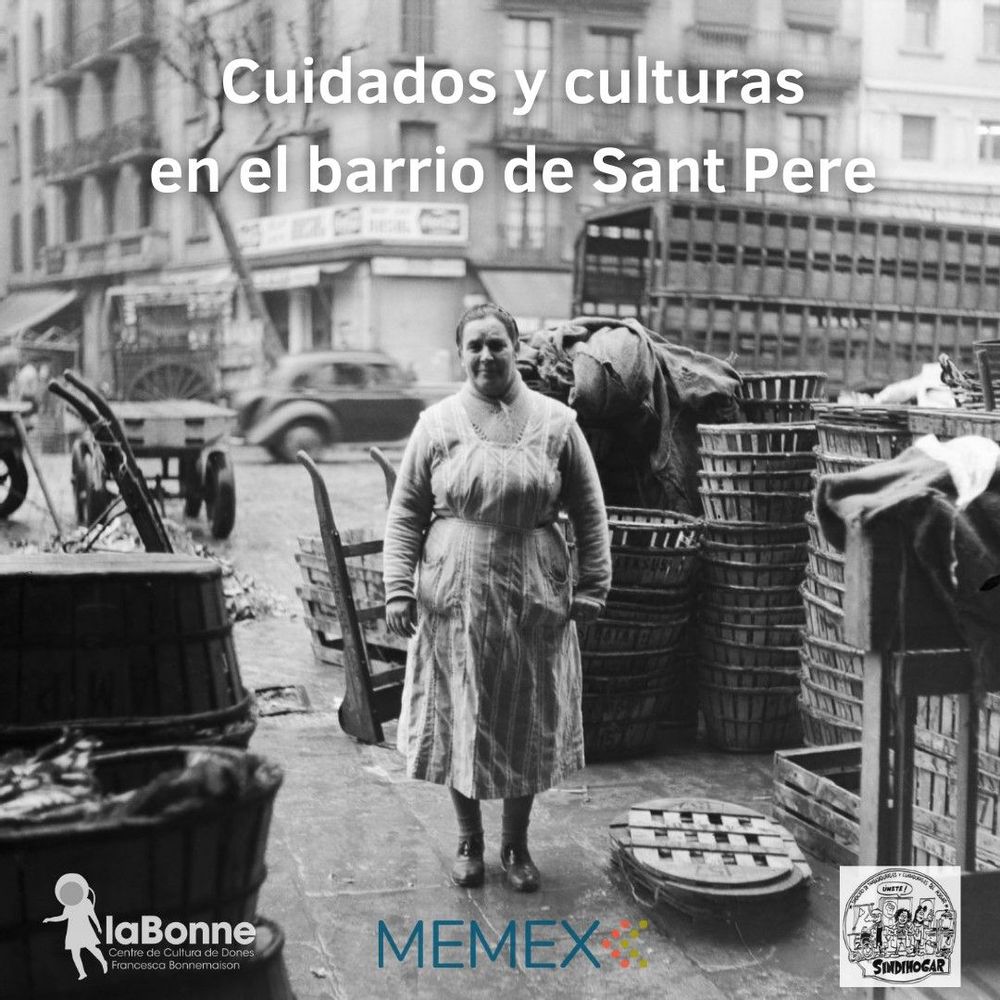 Cuidados y culturas
en el barrio de Sant Pere
laBonne
Centre de Cultura de Dones
Francesca Bonnemaison
MEMEX
ÚNETE!
SINDIHOGAR